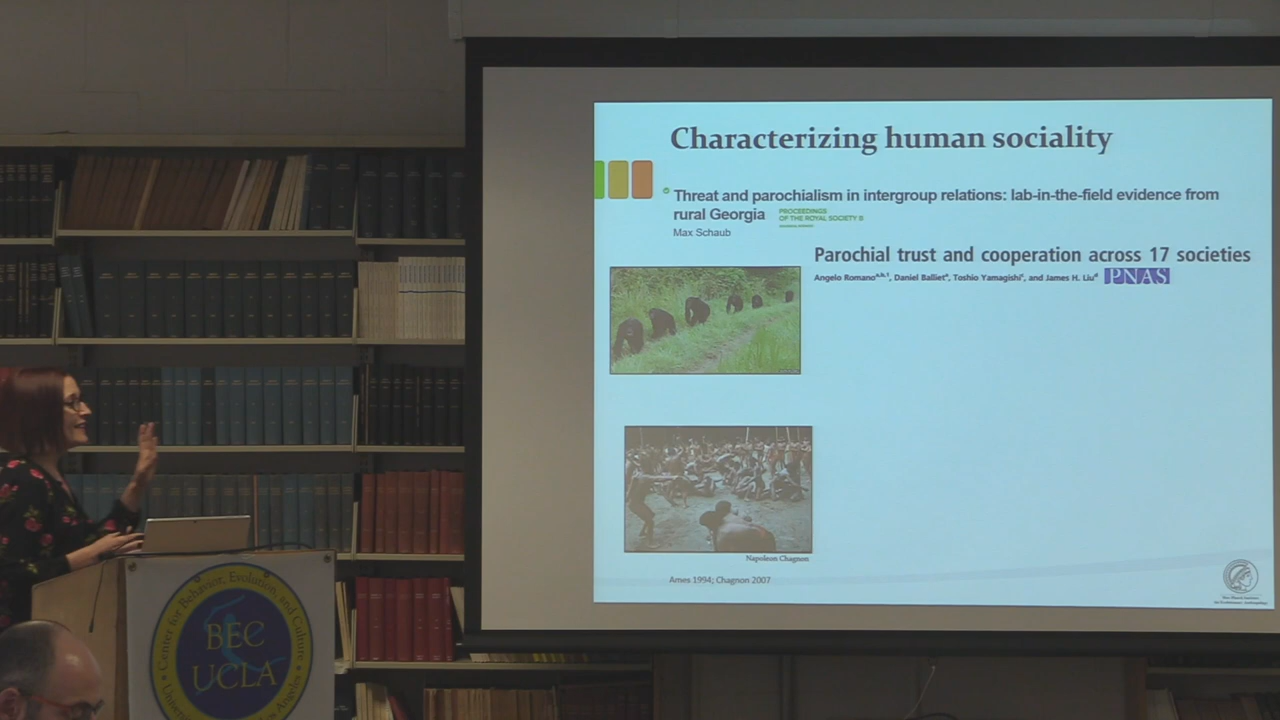 Characterizing human sociality
Threat and parochialism in intergroup relations: lab-in-the-field evidence from
rural Georgia
PROCEEDINGS
OF THE ROYAL SOCIETY B
Max Schaub
Parochial trust and cooperation across 17 societies
Angelo Romano, Daniel Balliet, Toshio Yamagishi, and James H. Liu
PNAS
Napoleon Chagnon
Ames 1994; Chagnon 2007
Center for Behavior, Evolution, and Culture
BEC
UCLA